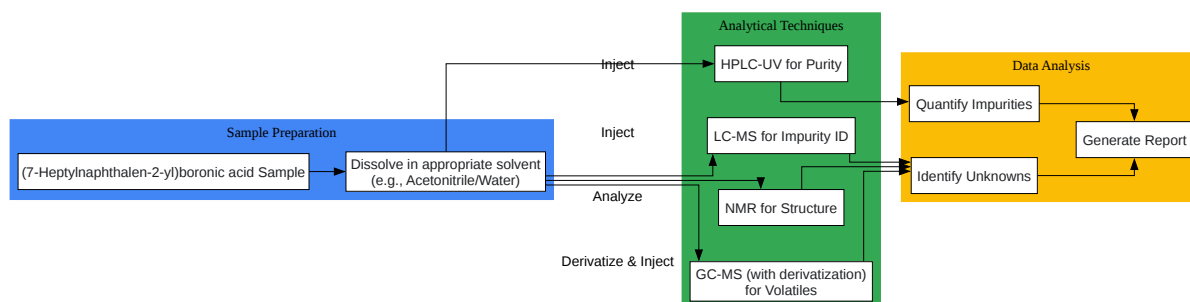 Sample Preparation
(7-Heptylnaphthalen-2-yl)boronic acid Sample
Dissolve in appropriate solvent
(e.g., Acetonitrile/Water)
Inject
Inject
Analyze
Derivatize & Inject
Analytical Techniques
HPLC-UV for Purity
LC-MS for Impurity ID
NMR for Structure
GC-MS (with derivatization)
for Volatiles
Data Analysis
Quantify Impurities
Identify Unknowns
Generate Report